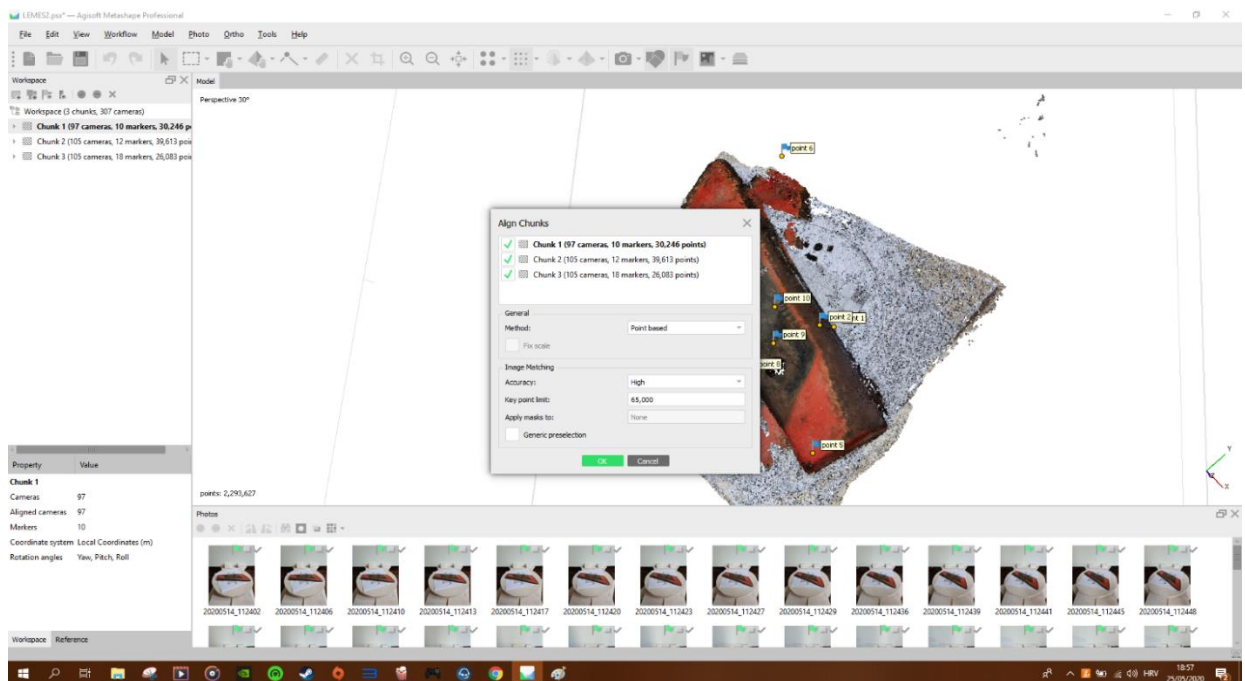 LEMES2.psx* — Agisoft Metashape Professional
File Edit View Workflow Model Photo Ortho Tools Help
Workspace
Workspace (3 chunks, 307 cameras)
Chunk 1 (97 cameras, 10 markers, 30,246 p
Chunk 2 (105 cameras, 12 markers, 39,613 poi
Chunk 3 (105 cameras, 18 markers, 26,083 poi
Model
Perspective 30°
point 6
point 10
point 2
nt 1
point 9
point 8
point 5
points: 2,293,627
Y
X
Align Chunks
Chunk 1 (97 cameras, 10 markers, 30,246 points)
Chunk 2 (105 cameras, 12 markers, 39,613 points)
Chunk 3 (105 cameras, 18 markers, 26,083 points)
General
Method: Point based
Fix scale
Image Matching
Accuracy: High
Key point limit: 65,000
Apply masks to: None
Generic preselection
OK Cancel
Property Value
Chunk 1
Cameras 97
Aligned cameras 97
Markers 10
Coordinate system Local Coordinates (m)
Rotation angles Yaw, Pitch, Roll
Workspace Reference
Photos
20200514_112402 20200514_112406 20200514_112410 20200514_112413 20200514_112417 20200514_112420 20200514_112423 20200514_112427 20200514_112429 20200514_112436 20200514_112439 20200514_112441 20200514_112445 20200514_112448
HRV
18:57
25/05/2020